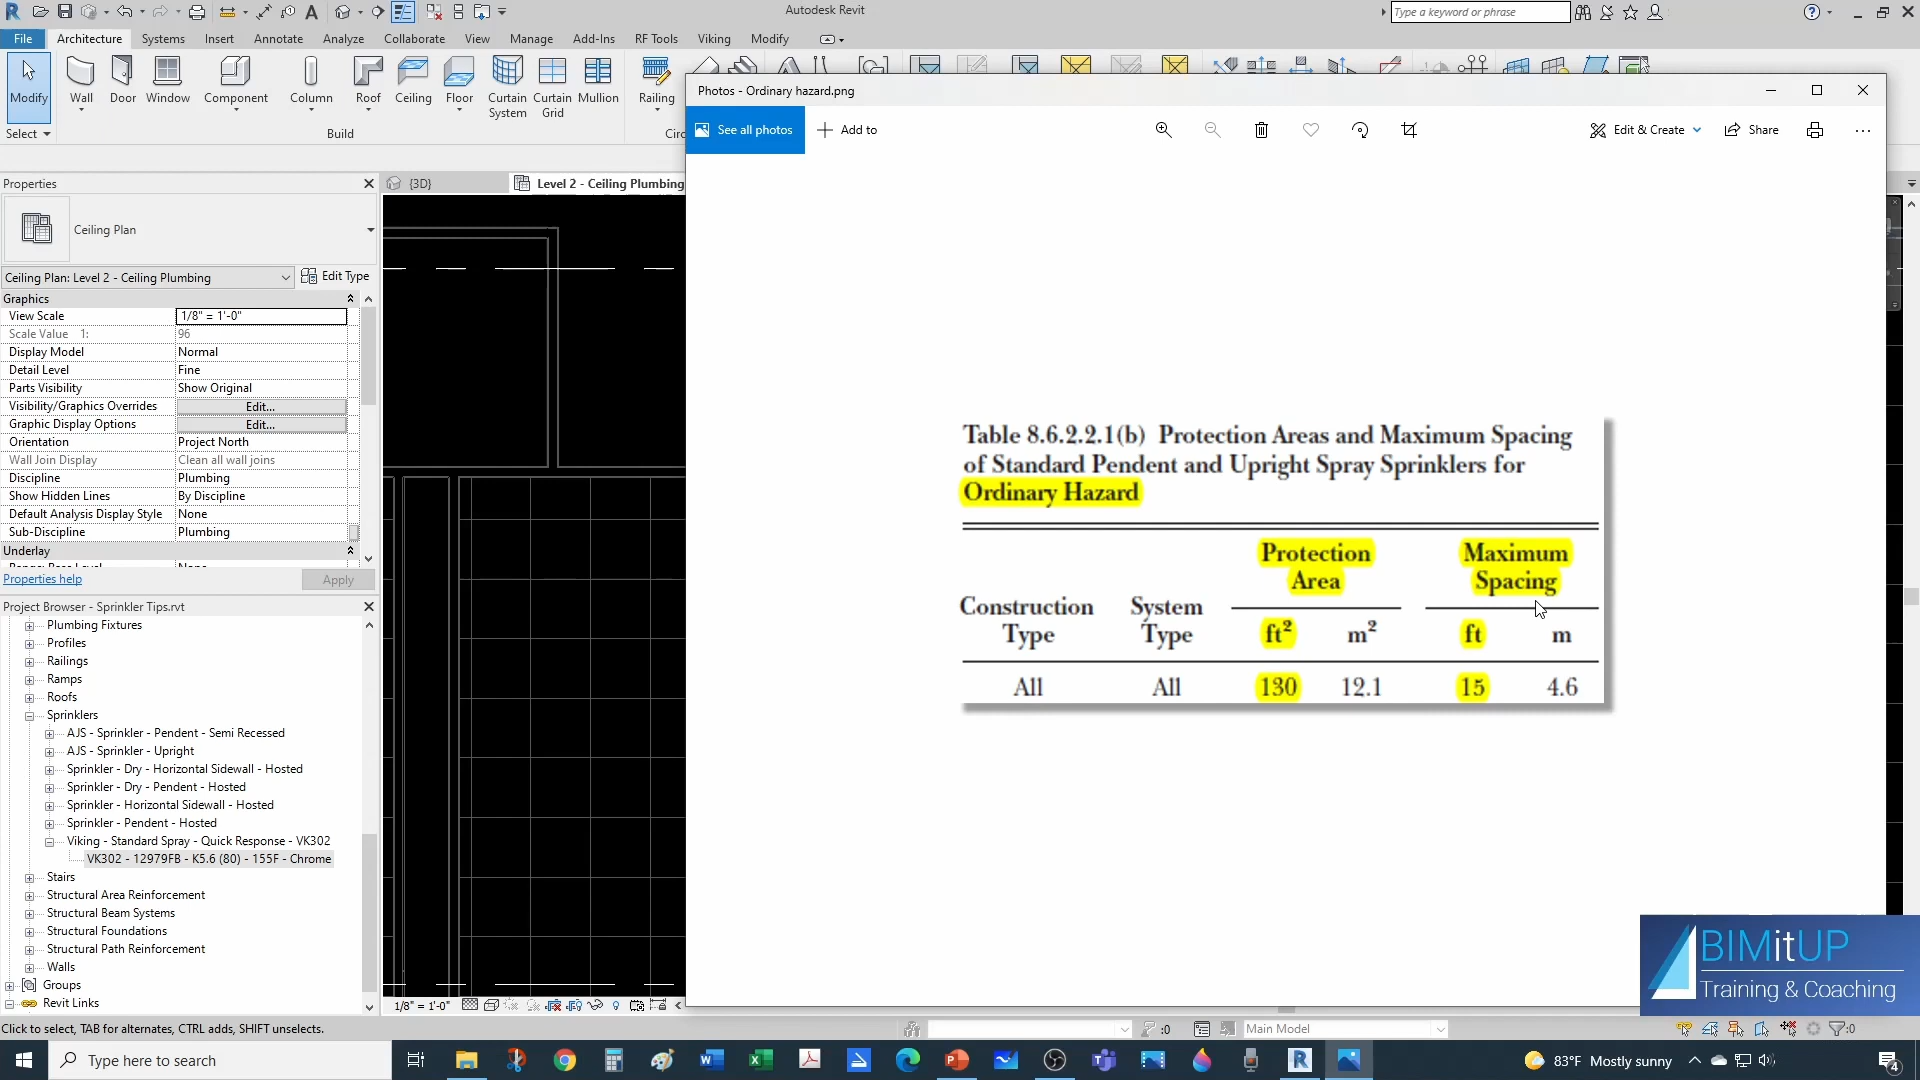 Autodesk Revit
Type a keyword or phrase
File Architecture Systems Insert Annotate Analyze Collaborate View Manage Add-Ins RF Tools Viking Modify
Modify Wall Door Window Component Column Roof Ceiling Floor Curtain System Curtain Grid Mullion Railing
Select Build
Photos - Ordinary hazard.png
See all photos Add to Edit & Create Share
Properties
{3D} Level 2 - Ceiling Plumbing
Ceiling Plan
Ceiling Plan: Level 2 - Ceiling Plumbing Edit Type
Graphics
View Scale 1/8" = 1'-0"
Scale Value 1: 96
Display Model Normal
Detail Level Fine
Parts Visibility Show Original
Visibility/Graphics Overrides Edit...
Graphic Display Options Edit...
Orientation Project North
Wall Join Display Clean all wall joins
Discipline Plumbing
Show Hidden Lines By Discipline
Default Analysis Display Style None
Sub-Discipline Plumbing
Underlay
Properties help Apply
Project Browser - Sprinkler Tips.rvt
Plumbing Fixtures
Profiles
Railings
Ramps
Roofs
Sprinklers
AJS - Sprinkler - Pendent - Semi Recessed
AJS - Sprinkler - Upright
Sprinkler - Dry - Horizontal Sidewall - Hosted
Sprinkler - Dry - Pendent - Hosted
Sprinkler - Horizontal Sidewall - Hosted
Sprinkler - Pendent - Hosted
Viking - Standard Spray - Quick Response - VK302
VK302 - 12979FB - K5.6 (80) - 155F - Chrome
Stairs
Structural Area Reinforcement
Structural Beam Systems
Structural Foundations
Structural Path Reinforcement
Walls
Groups
Revit Links
Table 8.6.2.2.1(b) Protection Areas and Maximum Spacing
of Standard Pendent and Upright Spray Sprinklers for
Ordinary Hazard
Protection Maximum
Area Spacing
Construction System
Type Type ft² m² ft m
All All 130 12.1 15 4.6
BIMitUP
Training & Coaching
1/8" = 1'-0"
Click to select, TAB for alternates, CTRL adds, SHIFT unselects.
:0 Main Model :0
Type here to search
83°F Mostly sunny
4